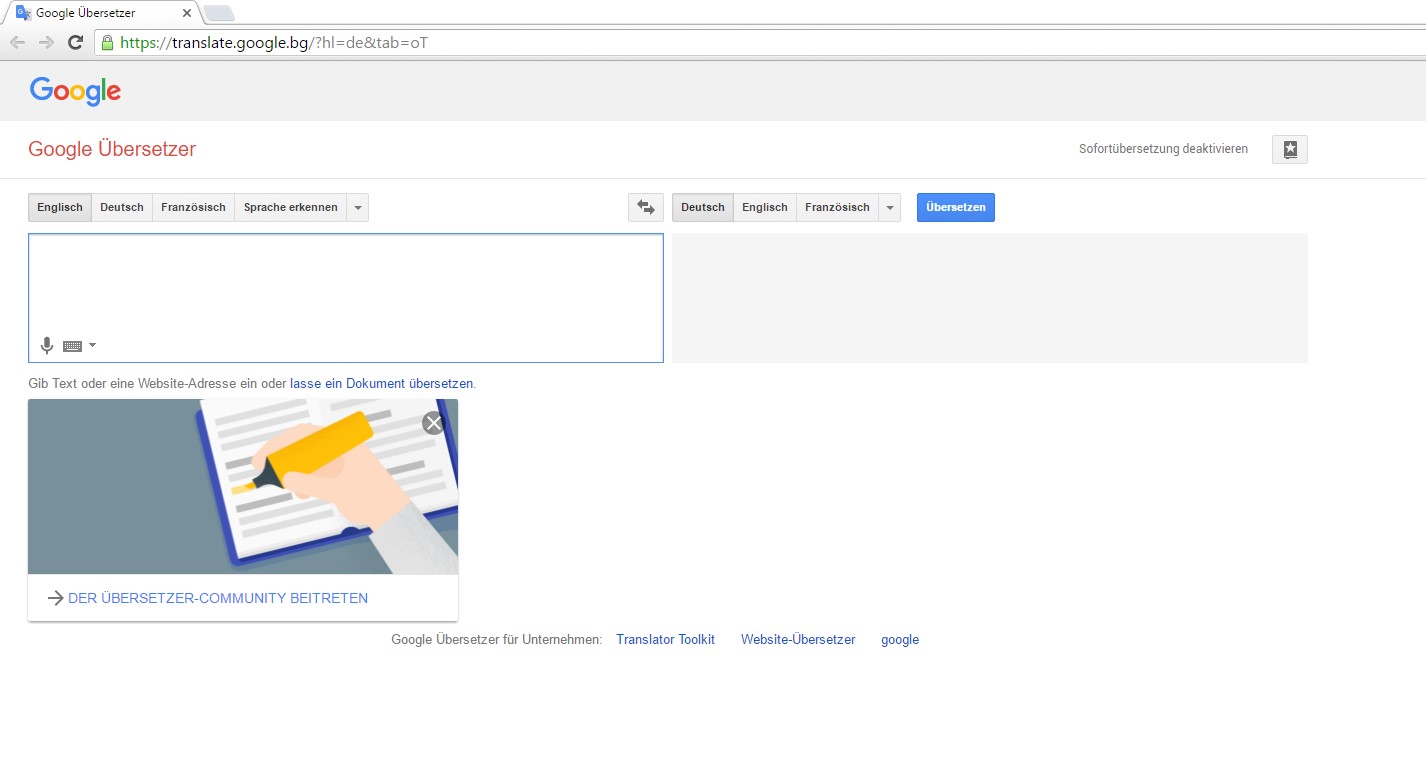 Google Übersetzer
https://translate.google.bg/?hl=de&tab=oT
Google
Google Übersetzer
Sofortübersetzung deaktivieren
Englisch Deutsch Französisch Sprache erkennen
Deutsch Englisch Französisch Übersetzen
Gib Text oder eine Website-Adresse ein oder lasse ein Dokument übersetzen.
DER ÜBERSETZER-COMMUNITY BEITRETEN
Google Übersetzer für Unternehmen: Translator Toolkit Website-Übersetzer google